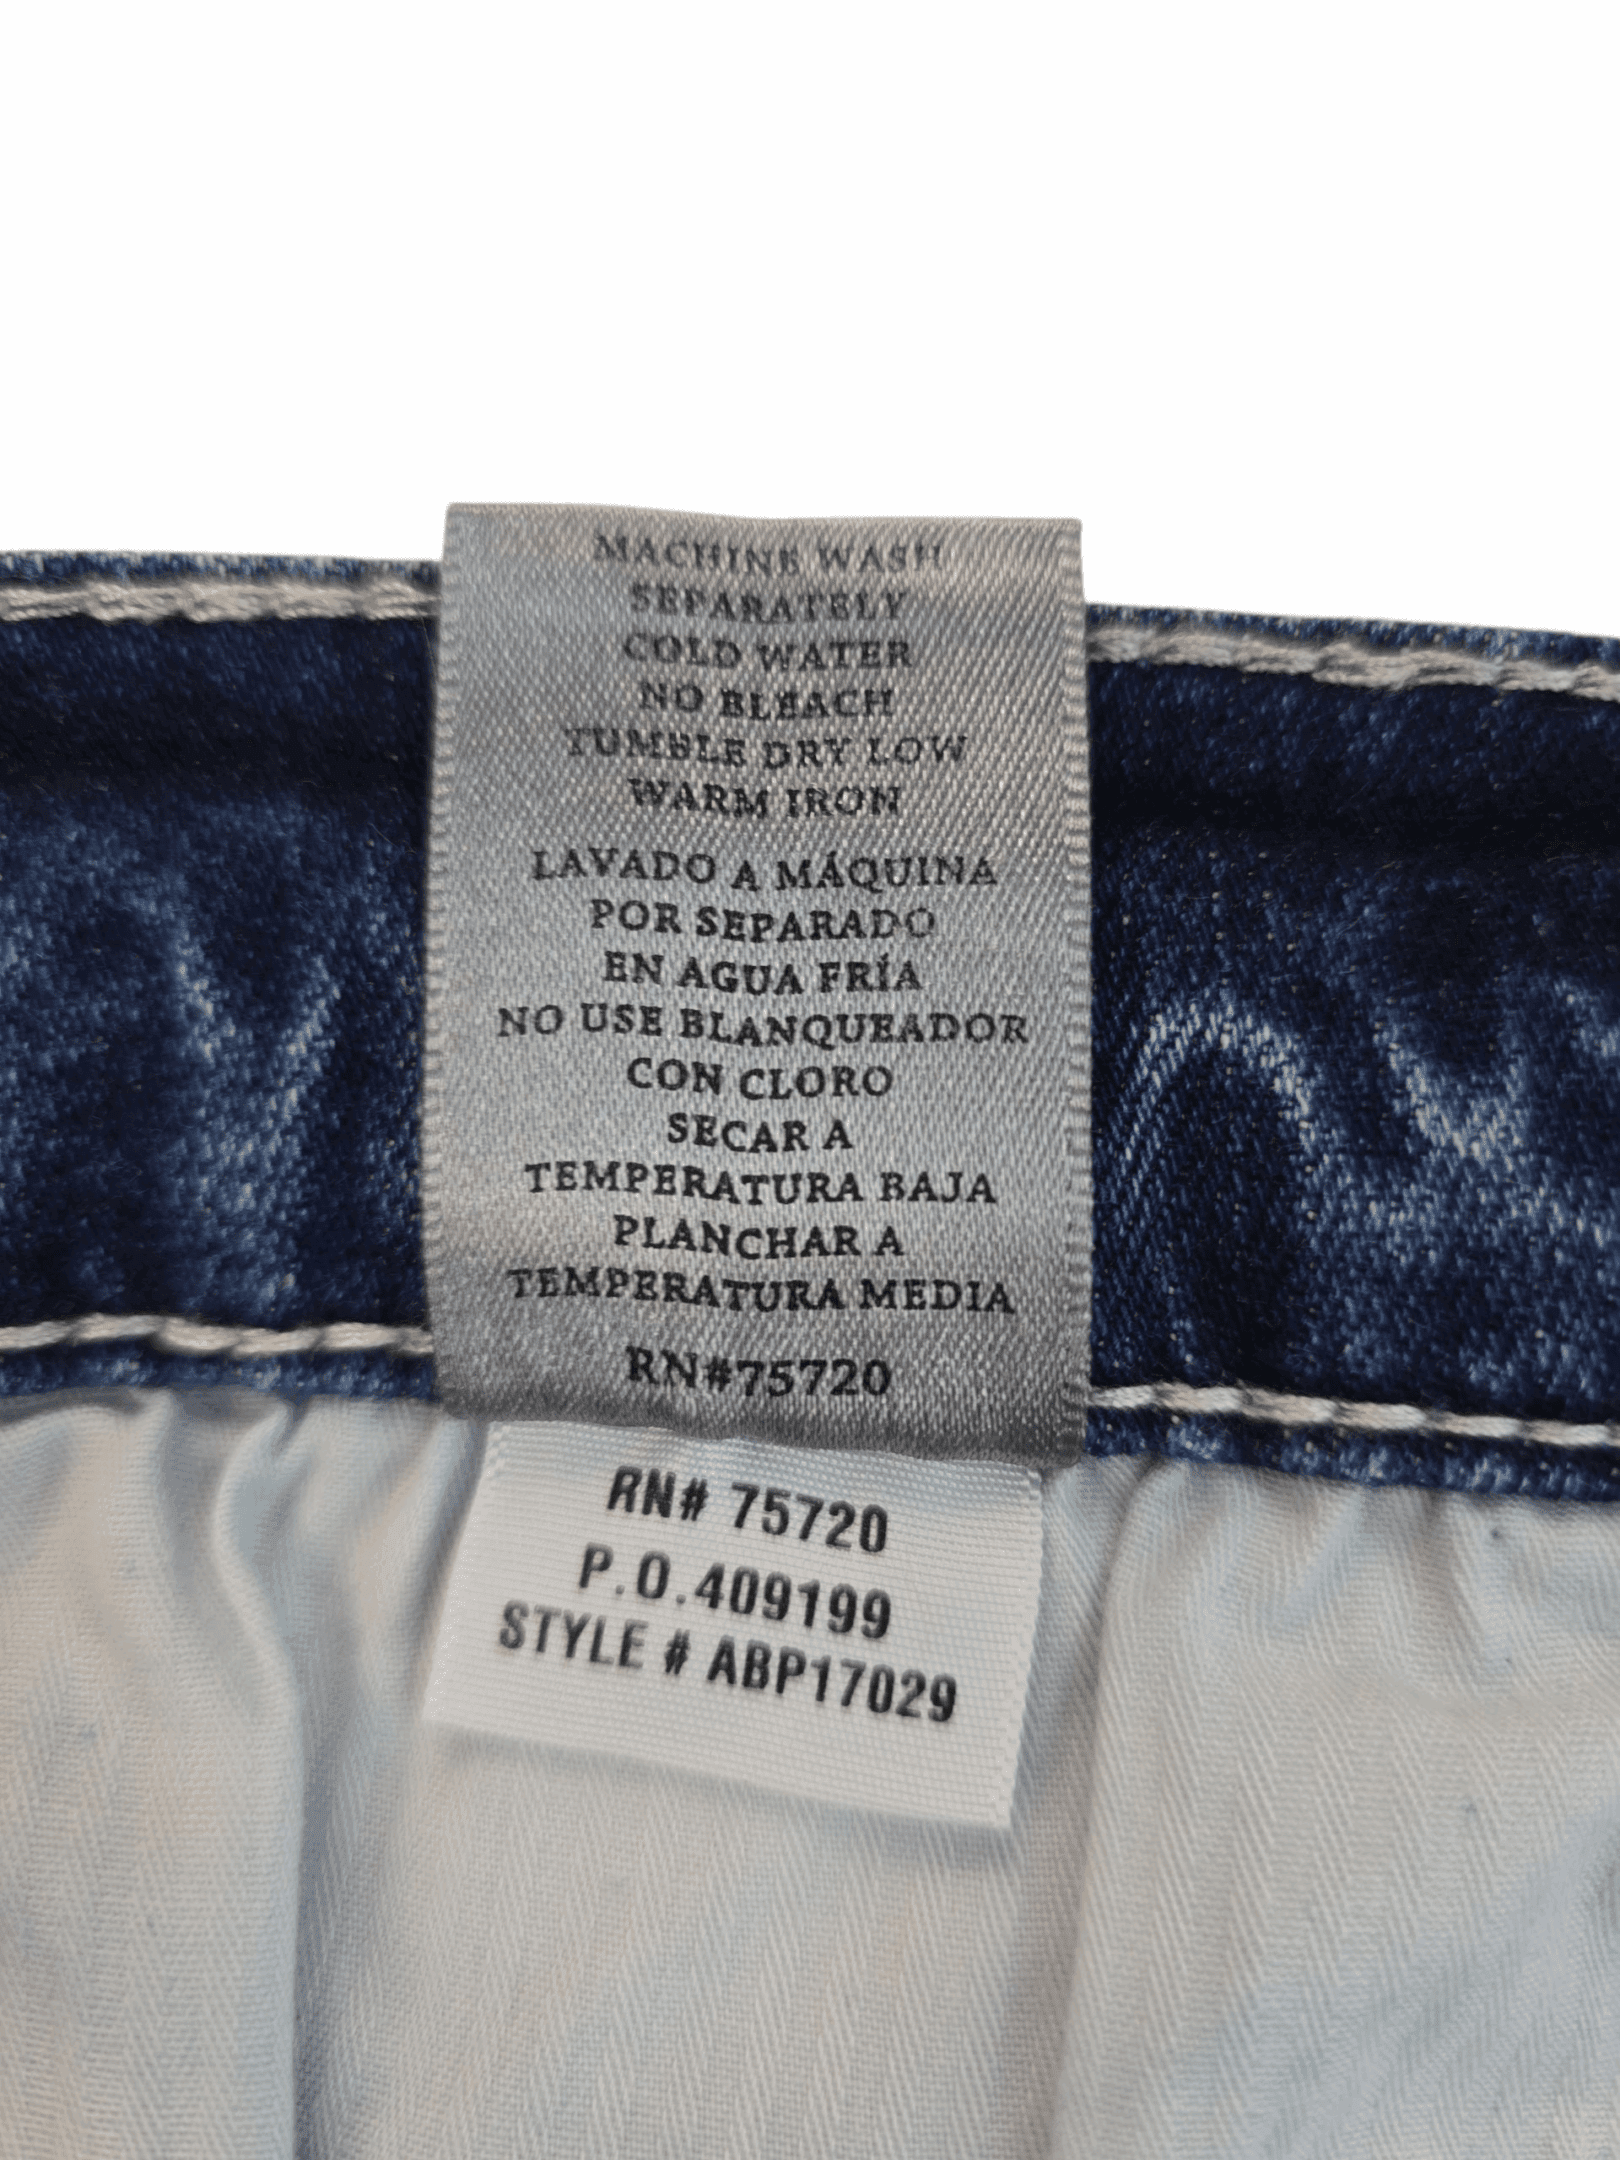 MACHINE WASH
SEPARATELY
COLD WATER
NO BLEACH
TUMBLE DRY LOW
WARM IRON
LAVADO A MÁQUINA
POR SEPARADO
EN AGUA FRÍA
NO USE BLANQUEADOR
CON CLORO
SECAR A
TEMPERATURA BAJA
PLANCHAR A
TEMPERATURA MEDIA
RN#75720
RN# 75720
P.O.409199
STYLE # ABP17029